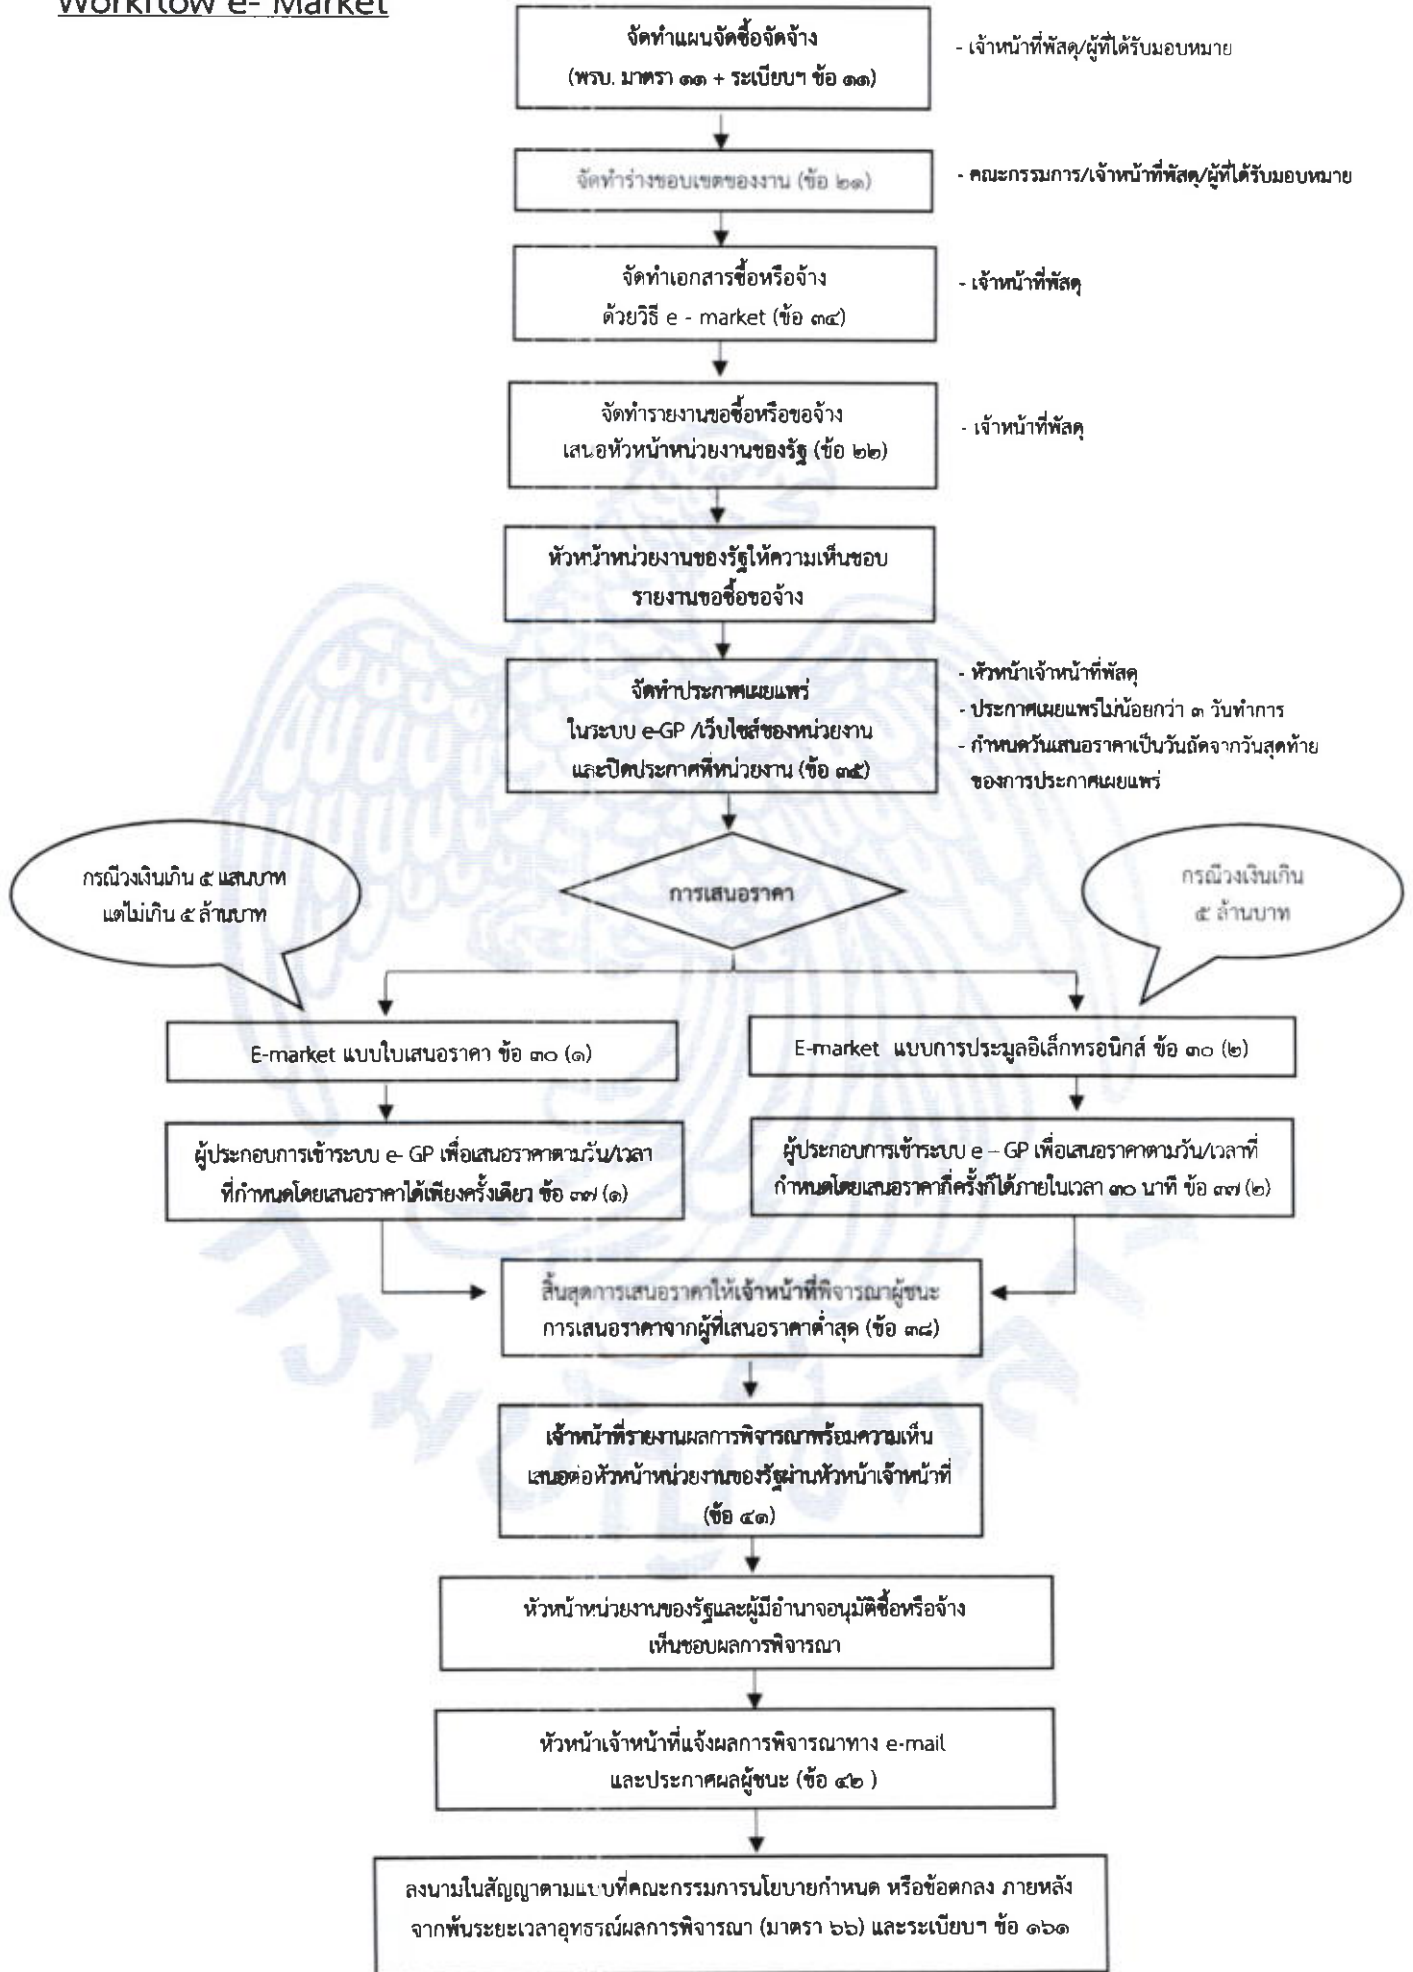 Workflow e- Market
จัดทำแผนจัดซื้อจัดจ้าง
(พรบ. มาตรา ๑๑ + ระเบียบฯ ข้อ ๑๑)
- เจ้าหน้าที่พัสดุ/ผู้ที่ได้รับมอบหมาย
จัดทำร่างขอบเขตของงาน (ข้อ ๒๑)
- คณะกรรมการ/เจ้าหน้าที่พัสดุ/ผู้ที่ได้รับมอบหมาย
จัดทำเอกสารซื้อหรือจ้าง
ด้วยวิธี e - market (ข้อ ๓๔)
- เจ้าหน้าที่พัสดุ
จัดทำรายงานขอซื้อหรือขอจ้าง
เสนอหัวหน้าหน่วยงานของรัฐ (ข้อ ๒๒)
- เจ้าหน้าที่พัสดุ
หัวหน้าหน่วยงานของรัฐให้ความเห็นชอบ
รายงานขอซื้อขอจ้าง
จัดทำประกาศเผยแพร่
ในระบบ e-GP /เว็บไซส์ของหน่วยงาน
และปิดประกาศที่หน่วยงาน (ข้อ ๓๕)
- หัวหน้าเจ้าหน้าที่พัสดุ
- ประกาศเผยแพร่ไม่น้อยกว่า ๓ วันทำการ
- กำหนดวันเสนอราคาเป็นวันถัดจากวันสุดท้าย
ของการประกาศเผยแพร่
กรณีวงเงินเกิน ๕ แสนบาท
แต่ไม่เกิน ๕ ล้านบาท
การเสนอราคา
กรณีวงเงินเกิน
๕ ล้านบาท
E-market แบบใบเสนอราคา ข้อ ๓๐ (๑)
E-market แบบการประมูลอิเล็กทรอนิกส์ ข้อ ๓๐ (๒)
ผู้ประกอบการเข้าระบบ e- GP เพื่อเสนอราคาตามวัน/เวลา
ที่กำหนดโดยเสนอราคาได้เพียงครั้งเดียว ข้อ ๓๗ (๑)
ผู้ประกอบการเข้าระบบ e – GP เพื่อเสนอราคาตามวัน/เวลาที่
กำหนดโดยเสนอราคากี่ครั้งก็ได้ภายในเวลา ๓๐ นาที ข้อ ๓๗ (๒)
สิ้นสุดการเสนอราคาให้เจ้าหน้าที่พิจารณาผู้ชนะ
การเสนอราคาจากผู้ที่เสนอราคาต่ำสุด (ข้อ ๓๘)
เจ้าหน้าที่รายงานผลการพิจารณาพร้อมความเห็น
เสนอต่อหัวหน้าหน่วยงานของรัฐผ่านหัวหน้าเจ้าหน้าที่
(ข้อ ๔๑)
หัวหน้าหน่วยงานของรัฐและผู้มีอำนาจอนุมัติซื้อหรือจ้าง
เห็นชอบผลการพิจารณา
หัวหน้าเจ้าหน้าที่แจ้งผลการพิจารณาทาง e-mail
และประกาศผลผู้ชนะ (ข้อ ๔๒ )
ลงนามในสัญญาตามแบบที่คณะกรรมการนโยบายกำหนด หรือข้อตกลง ภายหลัง
จากพ้นระยะเวลาอุทธรณ์ผลการพิจารณา (มาตรา ๖๖) และระเบียบฯ ข้อ ๑๖๑